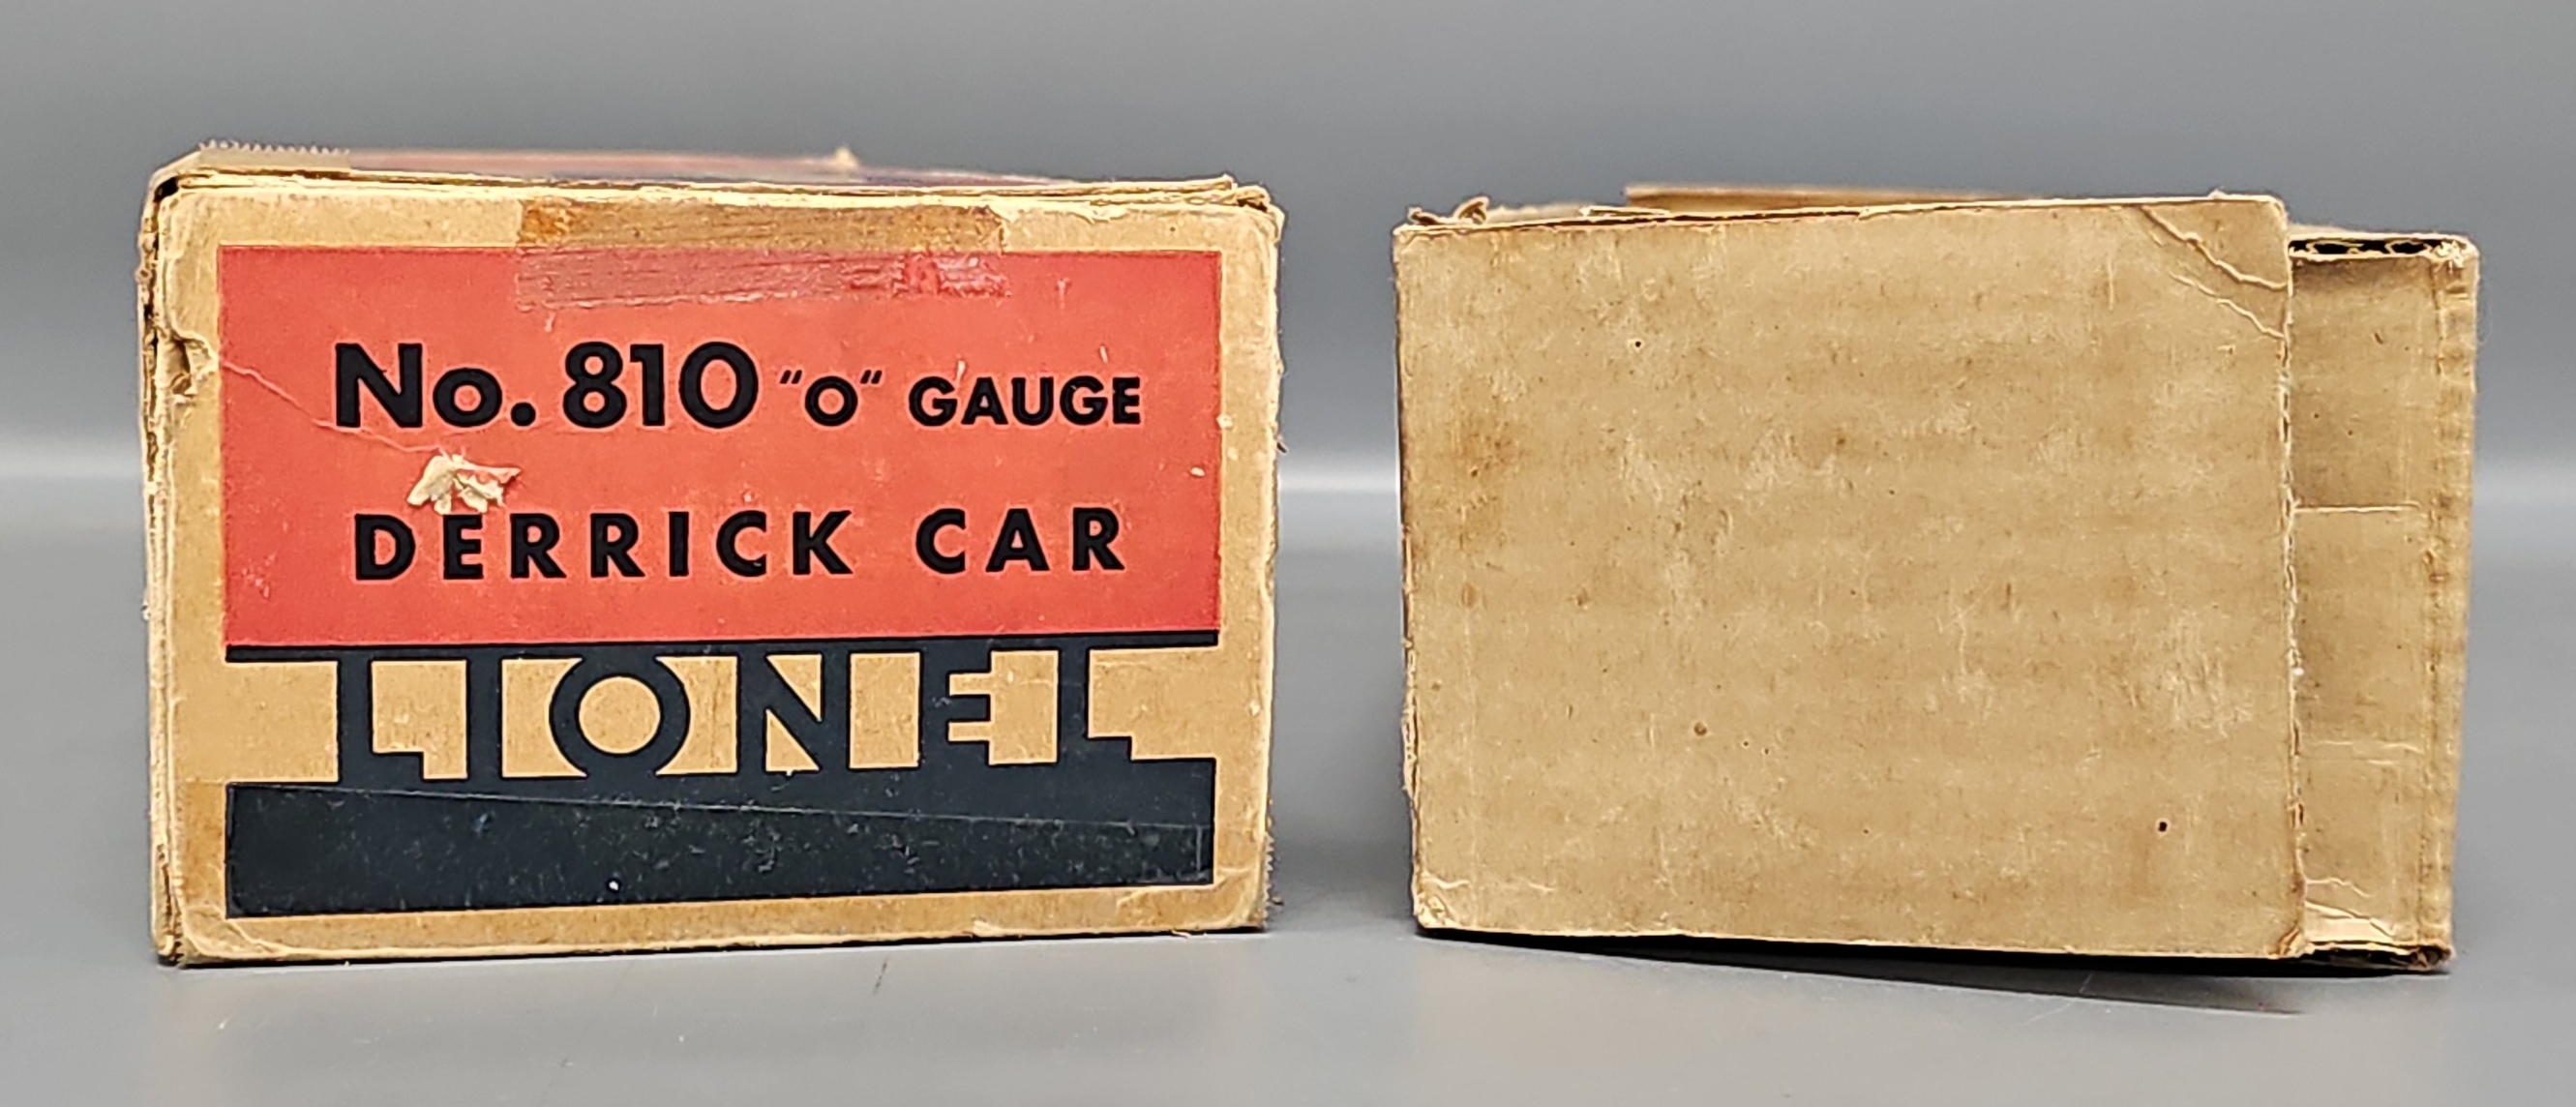 No. 810 "O" GAUGE
DERRICK CAR
LIONEL